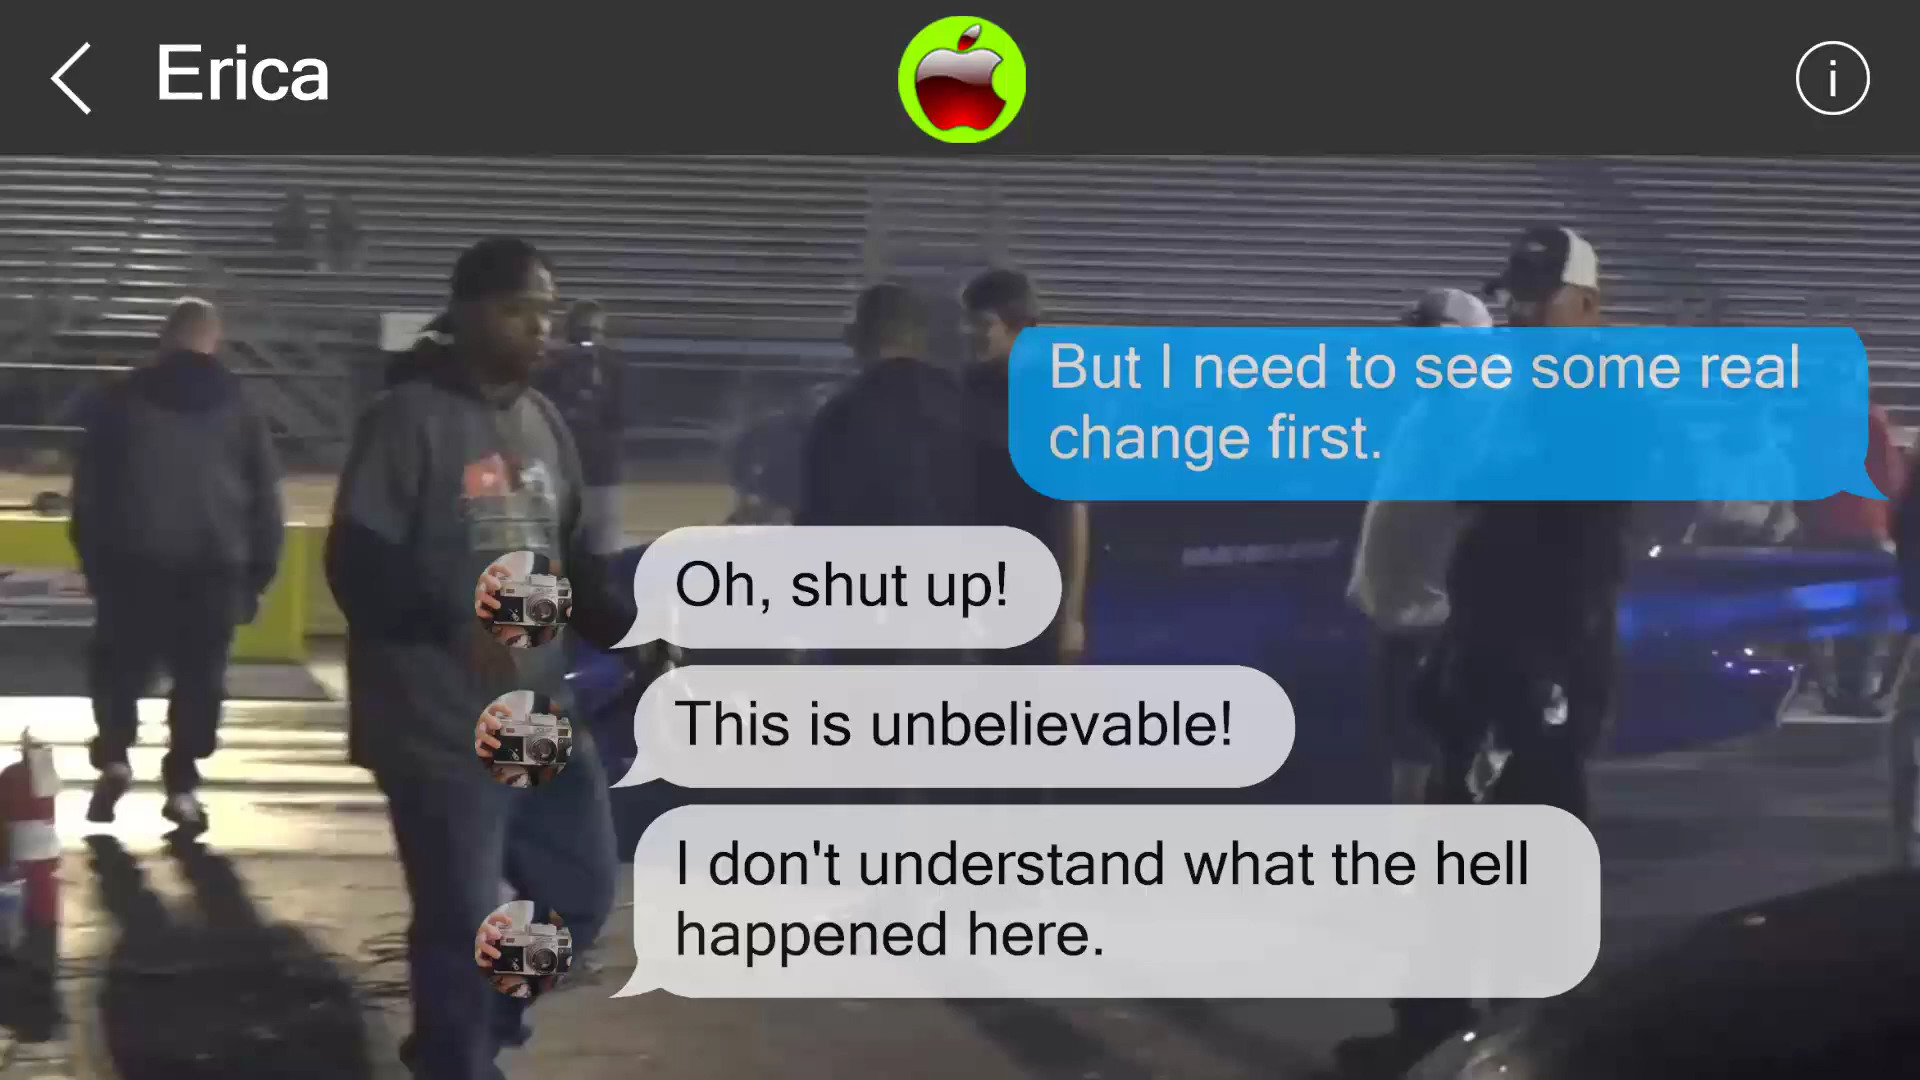 Erica
But I need to see some real
change first.
Oh, shut up!
This is unbelievable!
I don't understand what the hell
happened here.